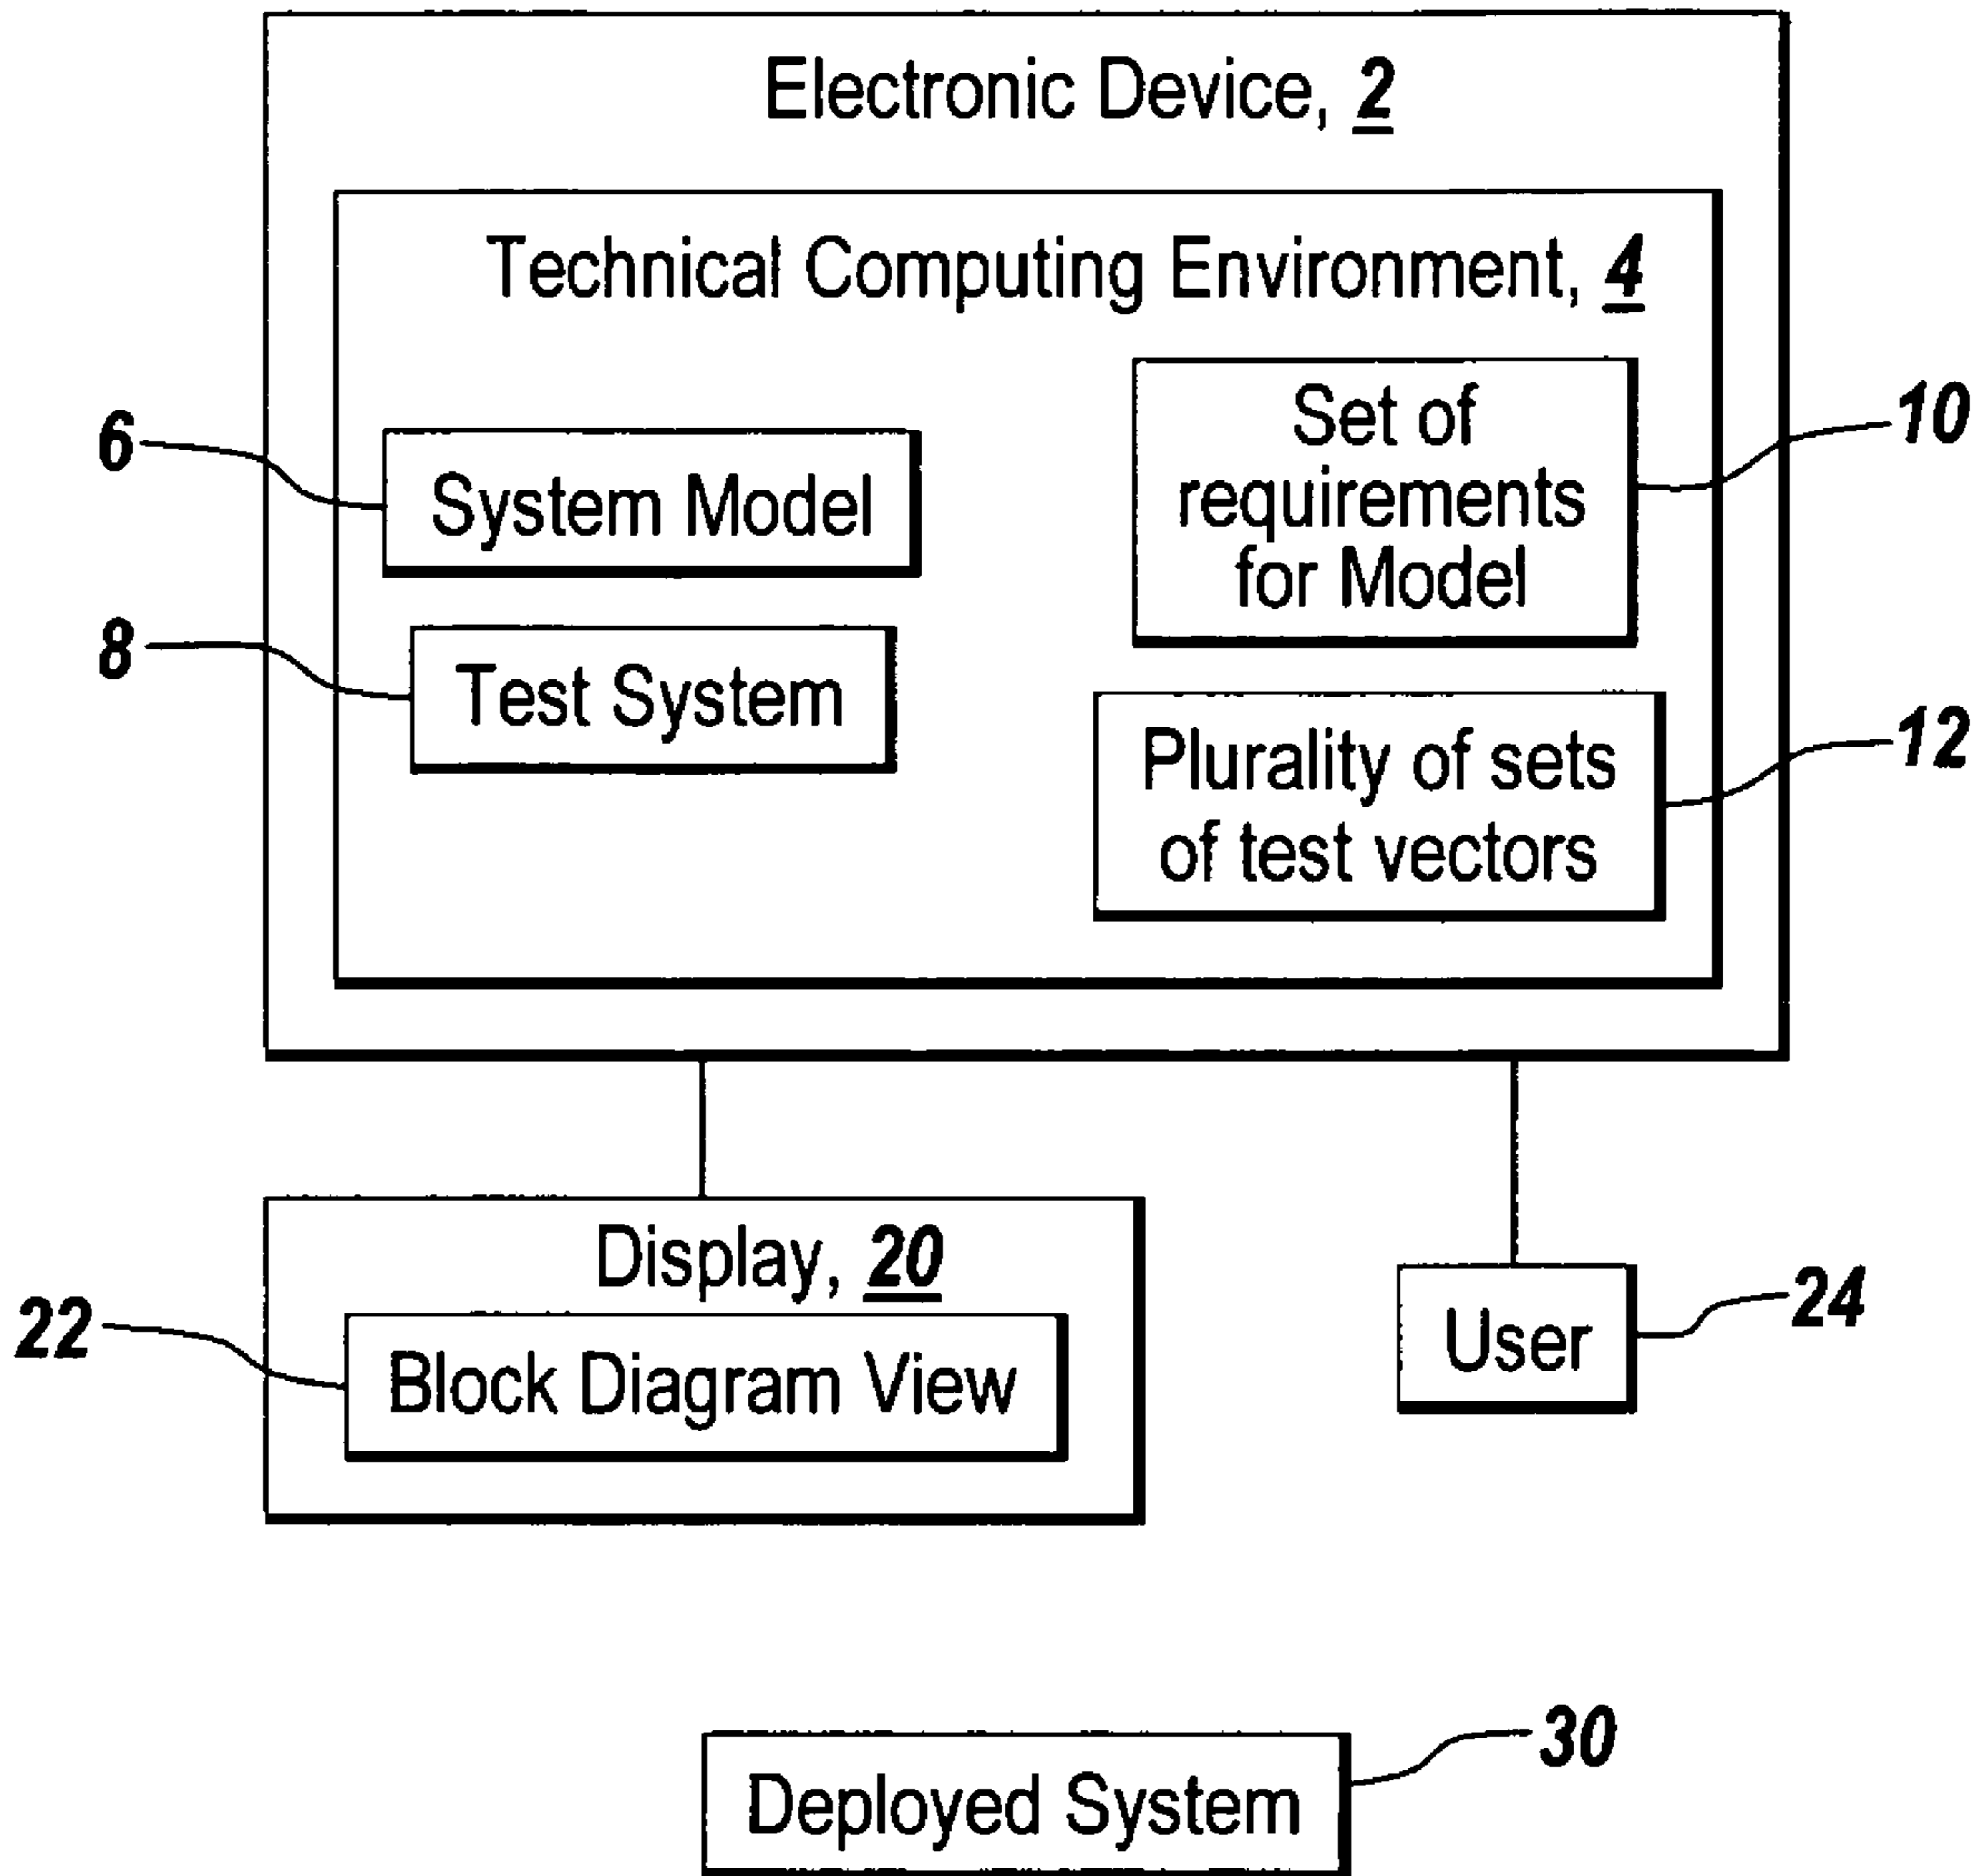 Electronic Device, 2
Technical Computing Environment, 4
6
System Model
Set of
requirements
for Model
10
8
Test System
Plurality of sets
of test vectors
12
Display, 20
22
Block Diagram View
User
24
Deployed System
30